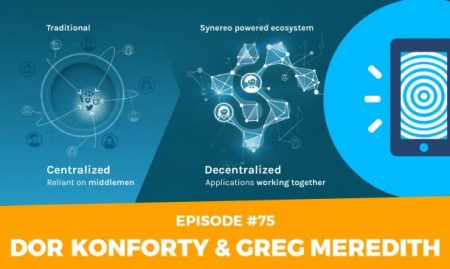 Traditional
Synereo powered ecosystem
Centralized
Reliant on middlemen
Decentralized
Applications working together
EPISODE #75
DOR KONFORTY & GREG MEREDITH